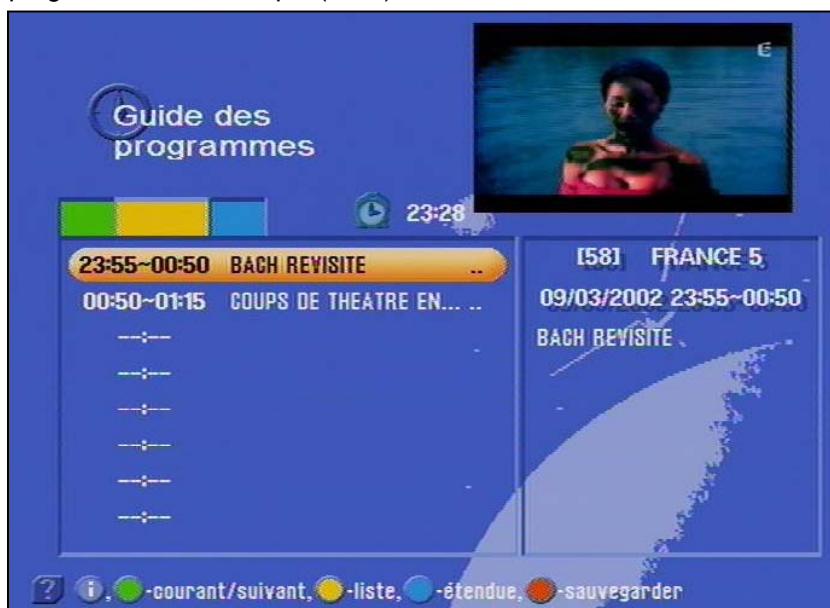 Guide des
programmes
23:28
23:55~00:50 BACH REVISITE ..
00:50~01:15 COUPS DE THEATRE EN... ..
--:--
--:--
--:--
--:--
--:--
--:--
[58] FRANCE 5
09/03/2002 23:55~00:50
BACH REVISITE
? i ,-courant/suivant, -liste, -étendue, -sauvegarder